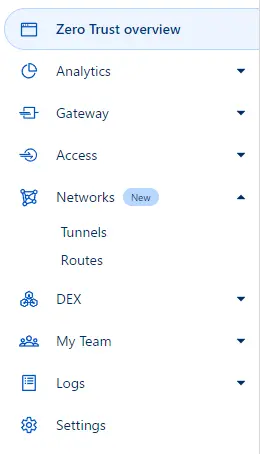 Zero Trust overview
Analytics
Gateway
Access
Networks New
Tunnels
Routes
DEX
My Team
Logs
Settings